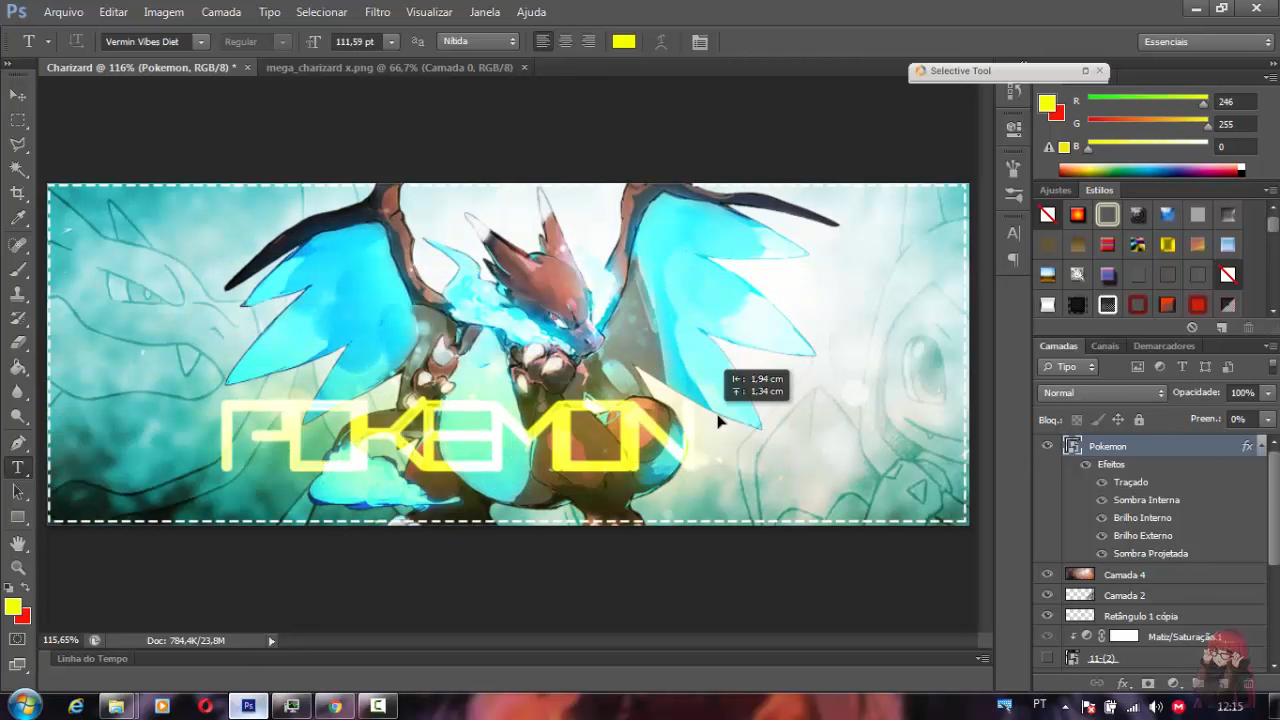 Ps Arquivo Editar Imagem Camada Tipo Selecionar Filtro Visualizar Janela Ajuda
T T Vermin Vibes Diet Regular T 111,59 pt aa Nítida Essenciais
Charizard @ 116% (Pokemon, RGB/8) * × mega_charizard x.png @ 66,7% (Camada 0, RGB/8) ×
Selective Tool
R 246
G 255
B 0
Ajustes Estilos
POKEMON
1,94 cm
1,34 cm
Camadas Canais Demarcadores
Tipo
Normal Opacidade: 100%
Bloq.: Preen.: 0%
Pokemon fx
Efeitos
Traçado
Sombra Interna
Brilho Interno
Brilho Externo
Sombra Projetada
Camada 4
Camada 2
Retângulo 1 cópia
Matiz/Saturação 1
11-(2)
115,65% Doc: 784,4K/23,8M
Linha do Tempo
PT 12:15